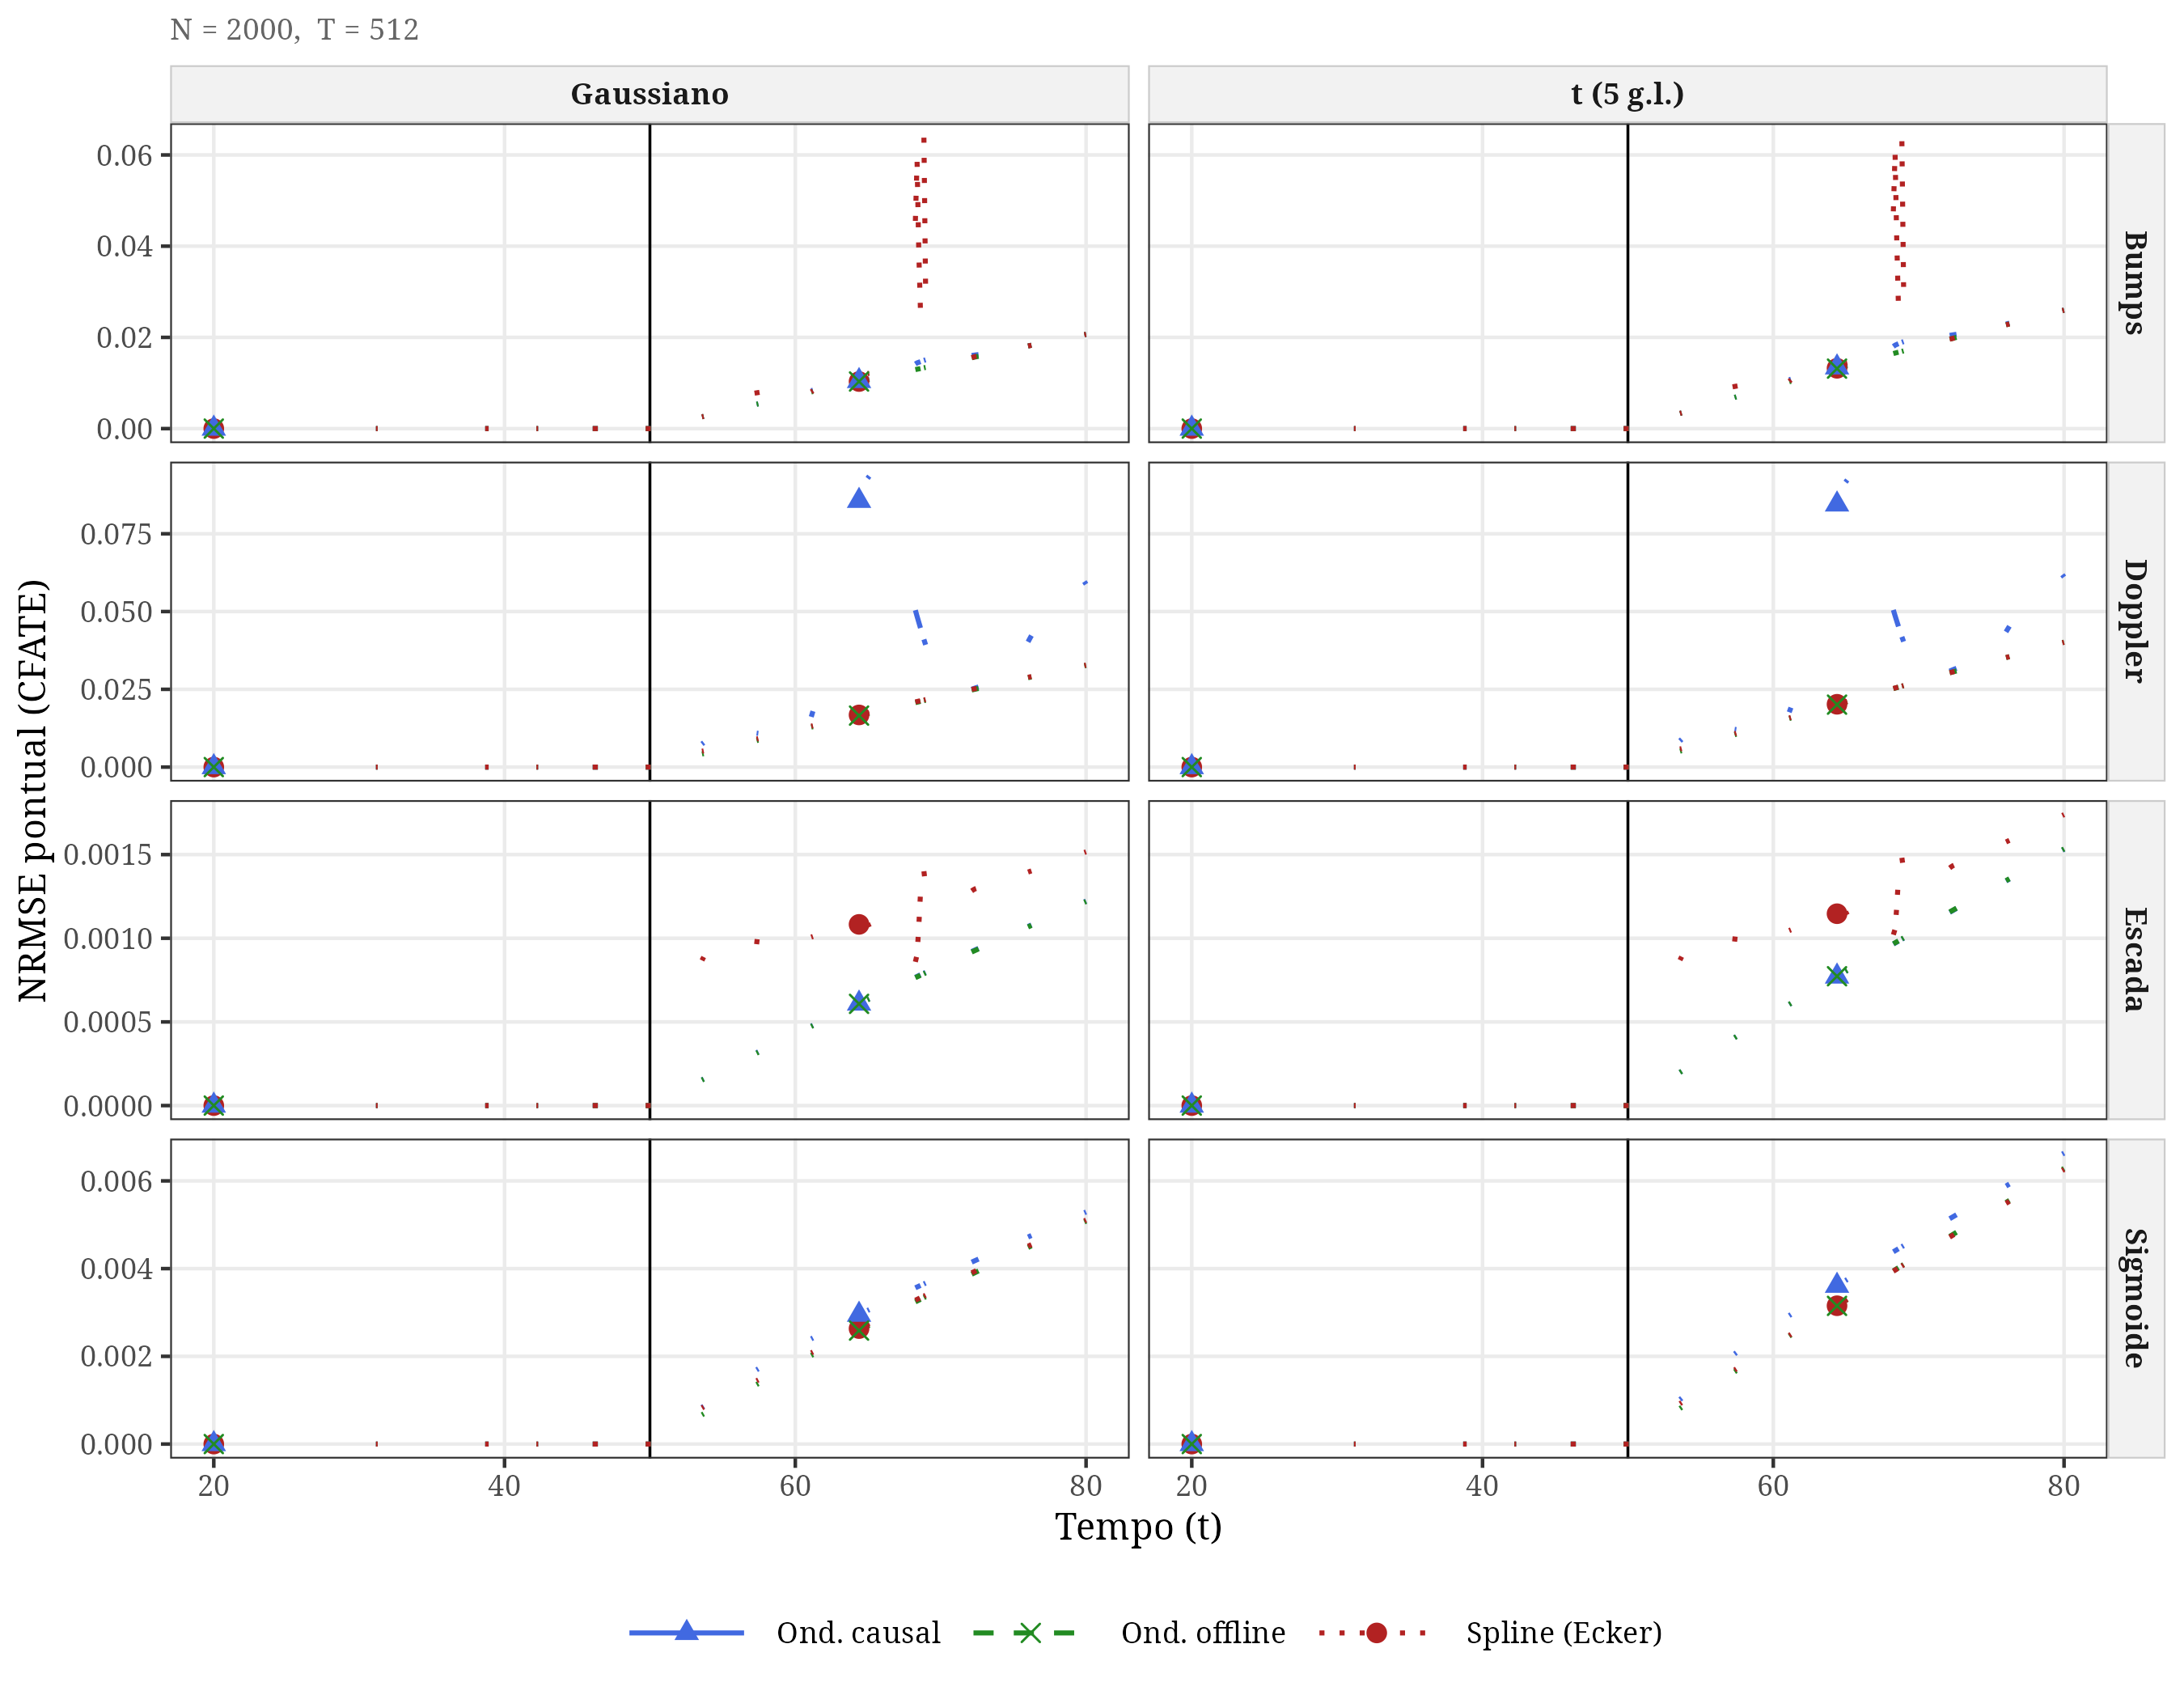 N = 2000,  T = 512
Gaussiano
t (5 g.l.)
NRMSE pontual (CFATE)
0.06
0.04
0.02
0.00
Bumps
0.075
0.050
0.025
0.000
Doppler
0.0015
0.0010
0.0005
0.0000
Escada
0.006
0.004
0.002
0.000
Sigmoide
20 40 60 80 20 40 60 80
Tempo (t)
Ond. causal Ond. offline Spline (Ecker)